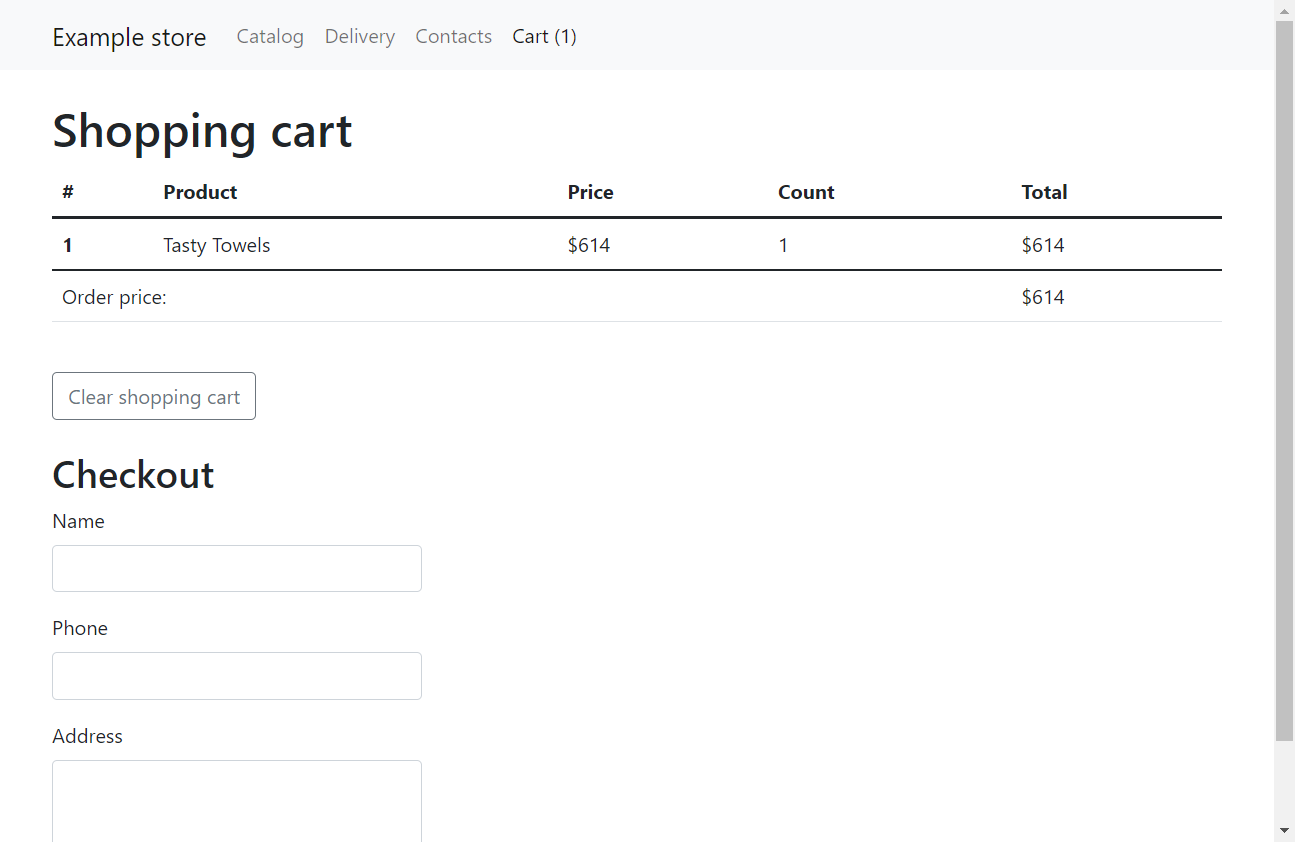 Example store Catalog Delivery Contacts Cart (1)
Shopping cart
# Product Price Count Total
1 Tasty Towels $614 1 $614
Order price: $614
Clear shopping cart
Checkout
Name
Phone
Address